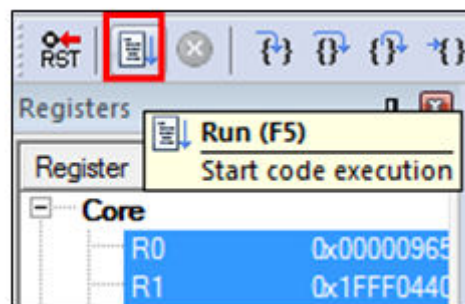 RST
{} {} {} {}
Registers
Run (F5)
Register
Start code execution
Core
R0 0x00000965
R1 0x1FFF0440